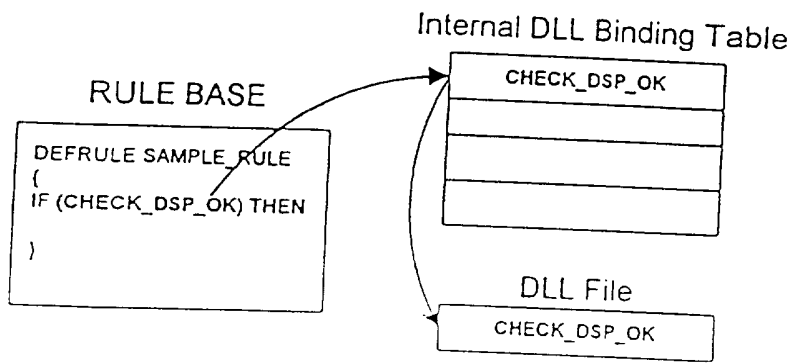 Internal DLL Binding Table
CHECK_DSP_OK
RULE BASE
DEFRULE SAMPLE_RULE
{
IF (CHECK_DSP_OK) THEN
}
DLL File
CHECK_DSP_OK